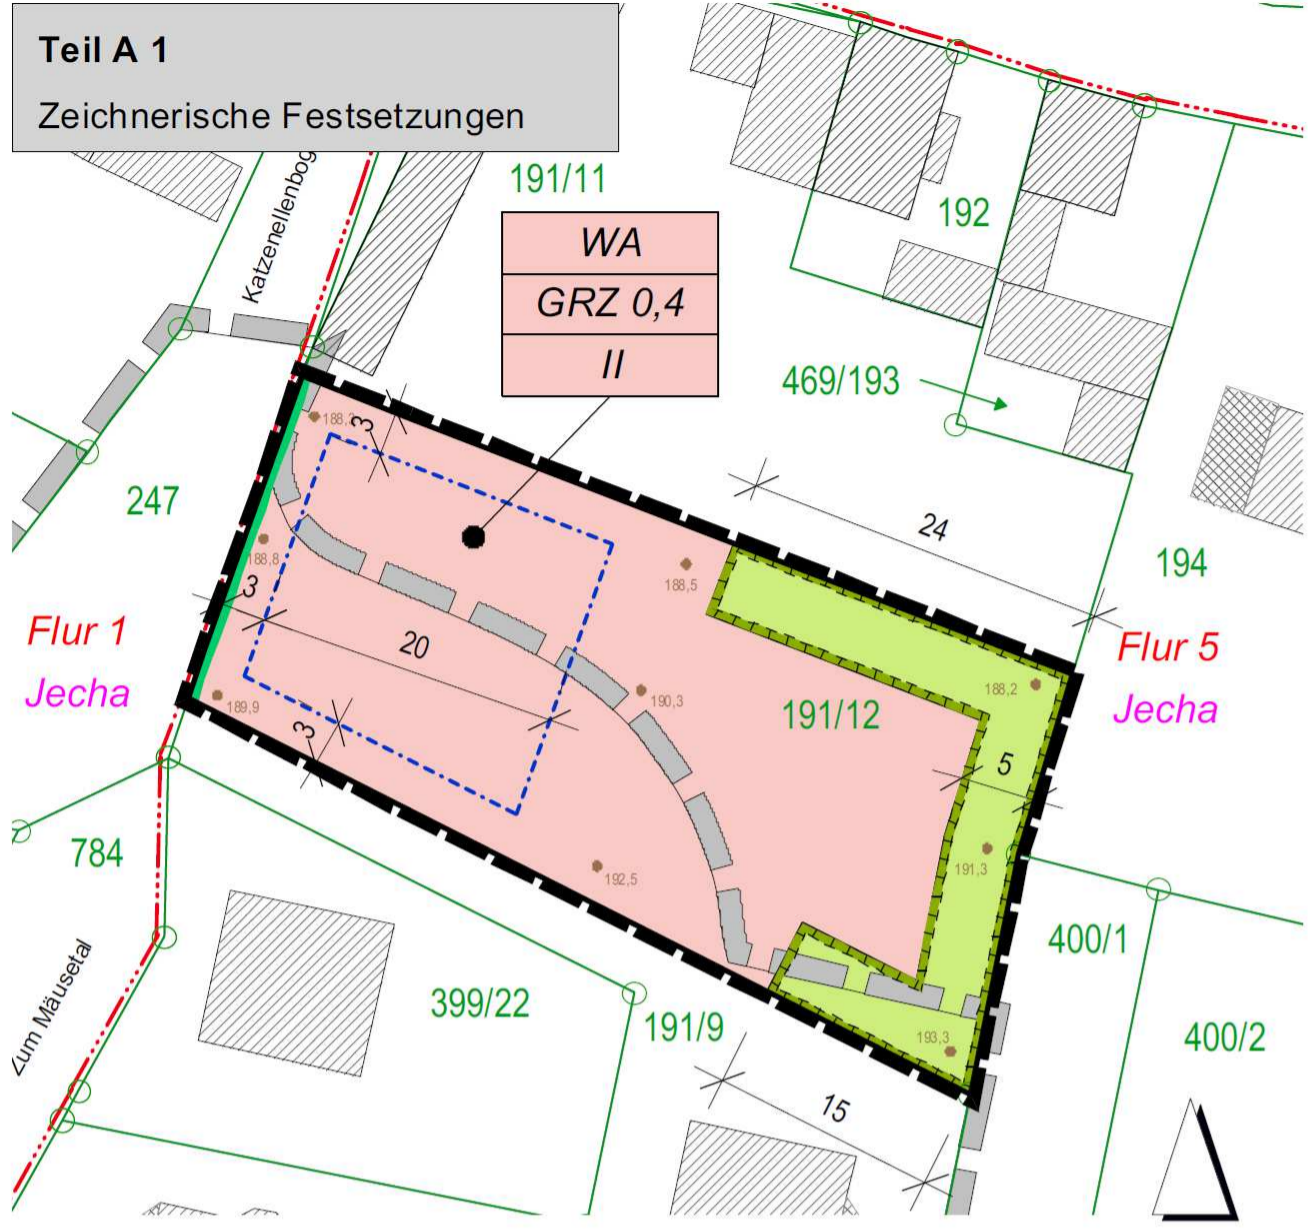 Teil A 1
Zeichnerische Festsetzungen
191/11
192
WA
GRZ 0,4
II
469/193
3
247
24
188,8
188,5
194
3
20
Flur 1
Flur 5
Jecha
Jecha
188,2
189,9
190,3
191/12
3
5
784
192,5
191,3
400/1
399/22
191/9
193,3
400/2
Zum Mäusetal
15